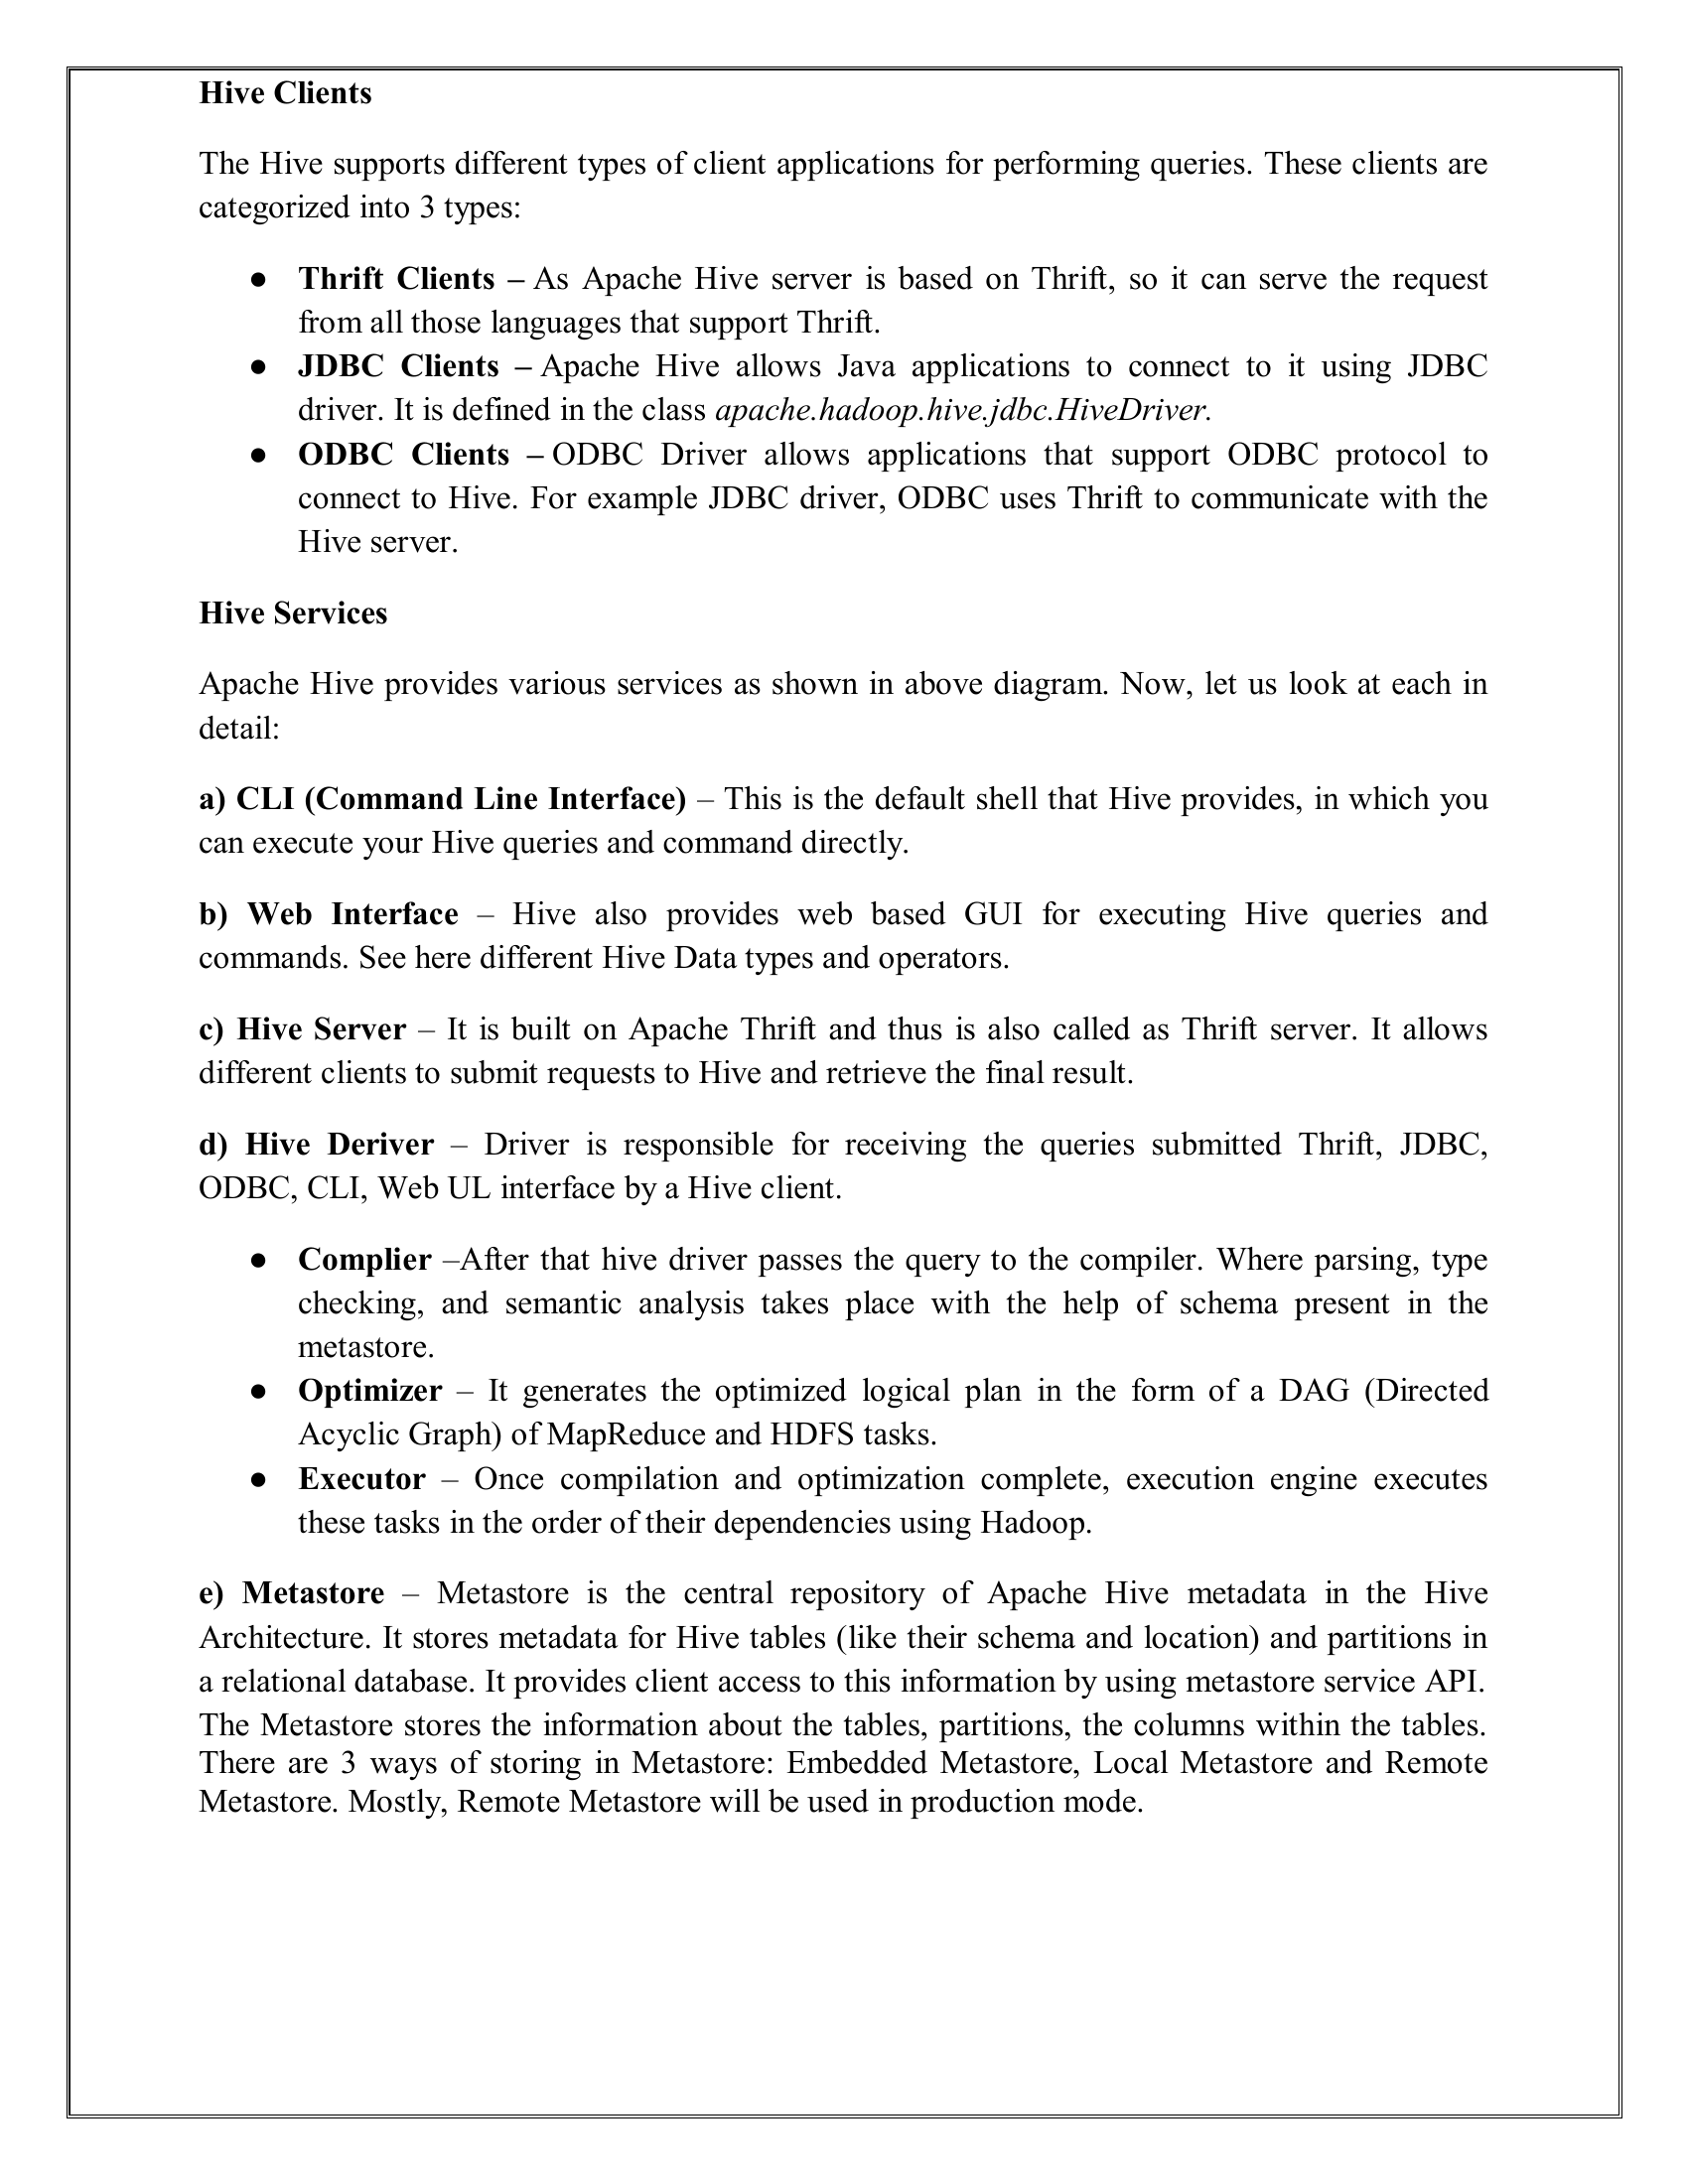 Hive Clients
The Hive supports different types of client applications for performing queries. These clients are
categorized into 3 types:
● Thrift Clients – As Apache Hive server is based on Thrift, so it can serve the request
from all those languages that support Thrift.
● JDBC Clients – Apache Hive allows Java applications to connect to it using JDBC
driver. It is defined in the class apache.hadoop.hive.jdbc.HiveDriver.
● ODBC Clients – ODBC Driver allows applications that support ODBC protocol to
connect to Hive. For example JDBC driver, ODBC uses Thrift to communicate with the
Hive server.
Hive Services
Apache Hive provides various services as shown in above diagram. Now, let us look at each in
detail:
a) CLI (Command Line Interface) – This is the default shell that Hive provides, in which you
can execute your Hive queries and command directly.
b) Web Interface – Hive also provides web based GUI for executing Hive queries and
commands. See here different Hive Data types and operators.
c) Hive Server – It is built on Apache Thrift and thus is also called as Thrift server. It allows
different clients to submit requests to Hive and retrieve the final result.
d) Hive Deriver – Driver is responsible for receiving the queries submitted Thrift, JDBC,
ODBC, CLI, Web UL interface by a Hive client.
● Complier –After that hive driver passes the query to the compiler. Where parsing, type
checking, and semantic analysis takes place with the help of schema present in the
metastore.
● Optimizer – It generates the optimized logical plan in the form of a DAG (Directed
Acyclic Graph) of MapReduce and HDFS tasks.
● Executor – Once compilation and optimization complete, execution engine executes
these tasks in the order of their dependencies using Hadoop.
e) Metastore – Metastore is the central repository of Apache Hive metadata in the Hive
Architecture. It stores metadata for Hive tables (like their schema and location) and partitions in
a relational database. It provides client access to this information by using metastore service API.
The Metastore stores the information about the tables, partitions, the columns within the tables.
There are 3 ways of storing in Metastore: Embedded Metastore, Local Metastore and Remote
Metastore. Mostly, Remote Metastore will be used in production mode.